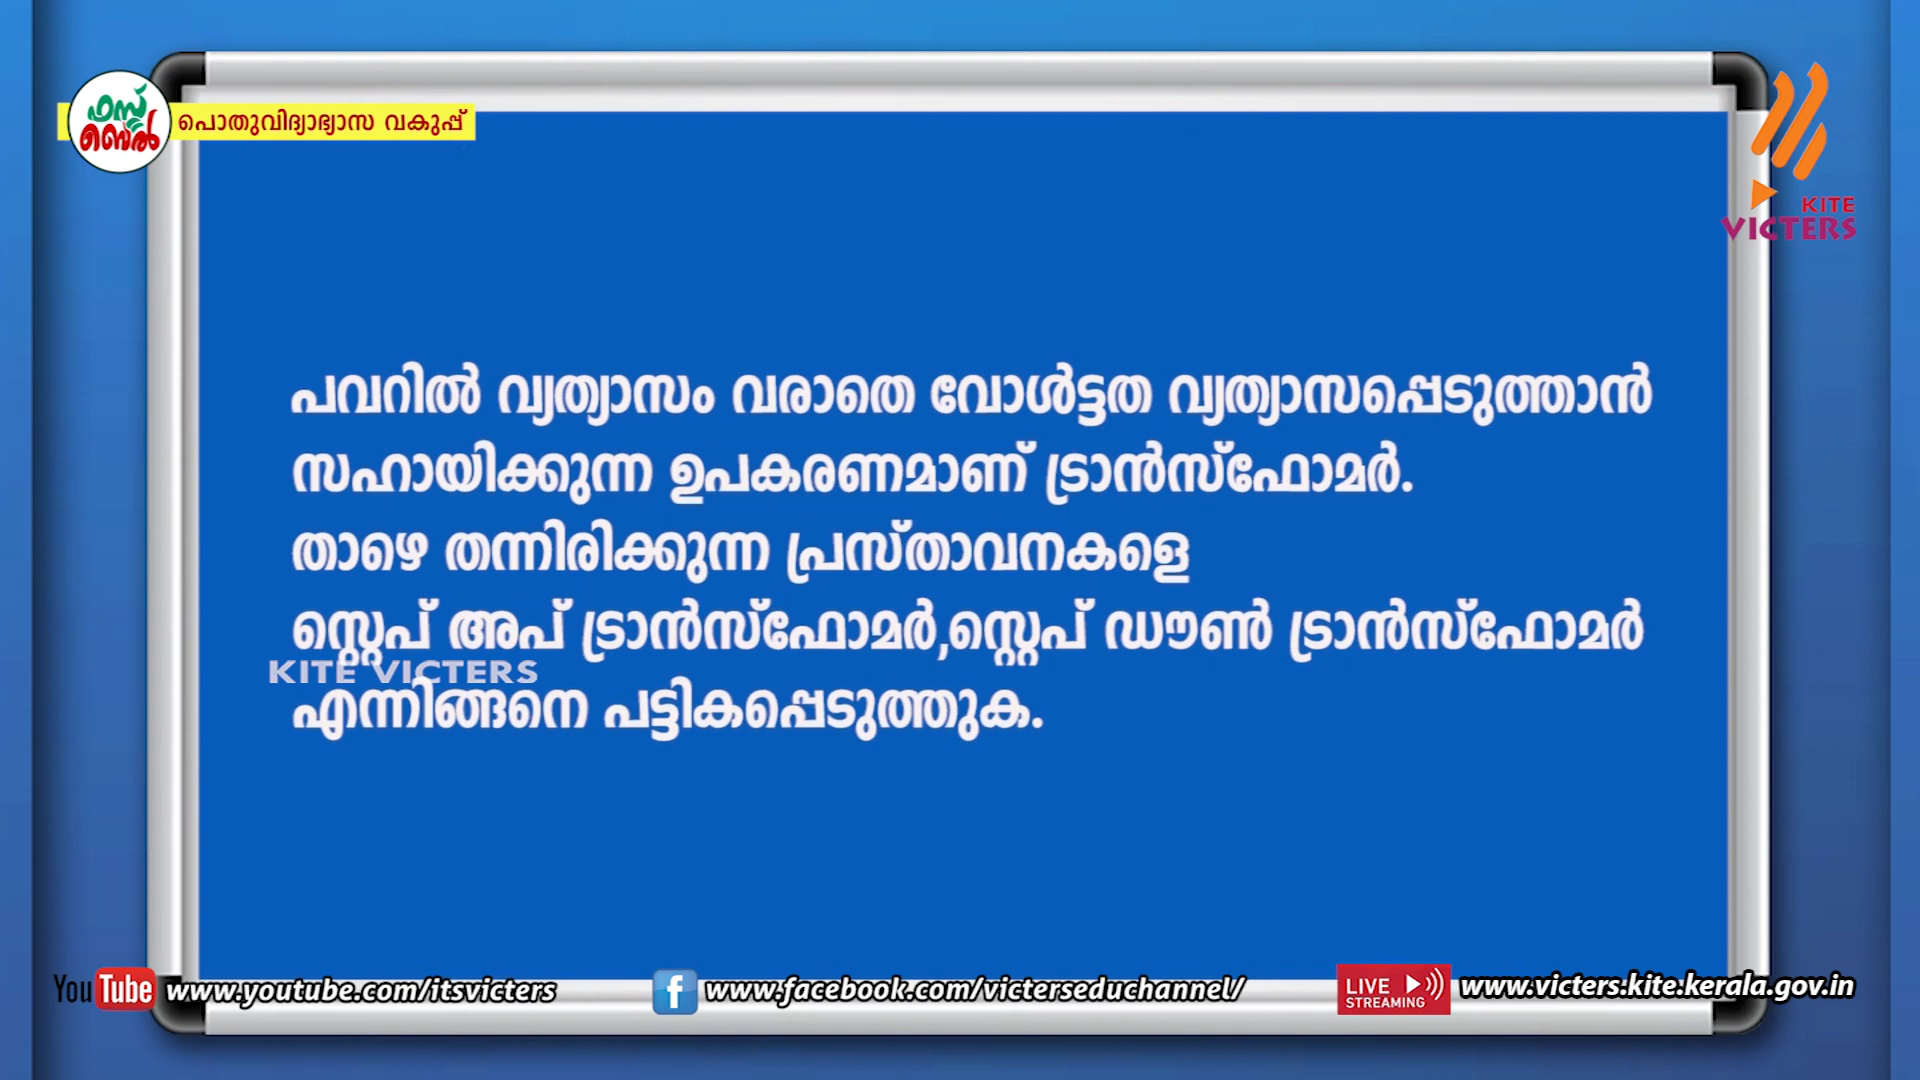 ഫസ്റ്റ്
ബെൽ
പൊതുവിദ്യാഭ്യാസ വകുപ്പ്
KITE
VICTERS
പവറിൽ വ്യത്യാസം വരാതെ വോൾട്ടത വ്യത്യാസപ്പെടുത്താൻ
സഹായിക്കുന്ന ഉപകരണമാണ് ട്രാൻസ്ഫോമർ.
താഴെ തന്നിരിക്കുന്ന പ്രസ്താവനകളെ
സ്റ്റെപ് അപ് ട്രാൻസ്ഫോമർ,സ്റ്റെപ് ഡൗൺ ട്രാൻസ്ഫോമർ
KITE VICTERS
എന്നിങ്ങനെ പട്ടികപ്പെടുത്തുക.
YouTube www.youtube.com/itsvicters
f www.facebook.com/victerseduchannel/
LIVE
STREAMING
www.victers.kite.kerala.gov.in